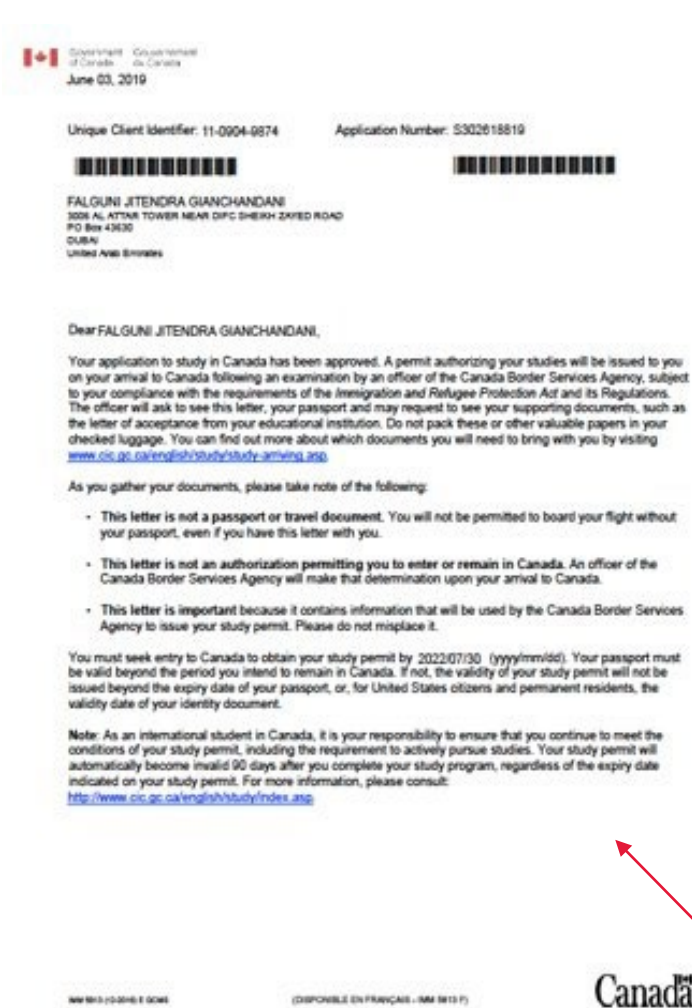 Government Gouvernement
of Canada du Canada
June 03, 2019
Unique Client Identifier: 11-0904-9874 Application Number: S302618819
FALGUNI JITENDRA GIANCHANDANI
3008 AL ATTAR TOWER NEAR DIFC SHEIKH ZAYED ROAD
PO Box 43630
DUBAI
United Arab Emirates
Dear FALGUNI JITENDRA GIANCHANDANI,
Your application to study in Canada has been approved. A permit authorizing your studies will be issued to you
on your arrival to Canada following an examination by an officer of the Canada Border Services Agency, subject
to your compliance with the requirements of the Immigration and Refugee Protection Act and its Regulations.
The officer will ask to see this letter, your passport and may request to see your supporting documents, such as
the letter of acceptance from your educational institution. Do not pack these or other valuable papers in your
checked luggage. You can find out more about which documents you will need to bring with you by visiting
www.cic.gc.ca/english/study/study-arriving.asp.
As you gather your documents, please take note of the following:
- This letter is not a passport or travel document. You will not be permitted to board your flight without
your passport, even if you have this letter with you.
- This letter is not an authorization permitting you to enter or remain in Canada. An officer of the
Canada Border Services Agency will make that determination upon your arrival to Canada.
- This letter is important because it contains information that will be used by the Canada Border Services
Agency to issue your study permit. Please do not misplace it.
You must seek entry to Canada to obtain your study permit by 2022/07/30 (yyyy/mm/dd). Your passport must
be valid beyond the period you intend to remain in Canada. If not, the validity of your study permit will not be
issued beyond the expiry date of your passport, or, for United States citizens and permanent residents, the
validity date of your identity document.
Note: As an international student in Canada, it is your responsibility to ensure that you continue to meet the
conditions of your study permit, including the requirement to actively pursue studies. Your study permit will
automatically become invalid 90 days after you complete your study program, regardless of the expiry date
indicated on your study permit. For more information, please consult:
http://www.cic.gc.ca/english/study/index.asp.
(DISPONIBLE EN FRANÇAIS - IMM 5813 F)
Canada